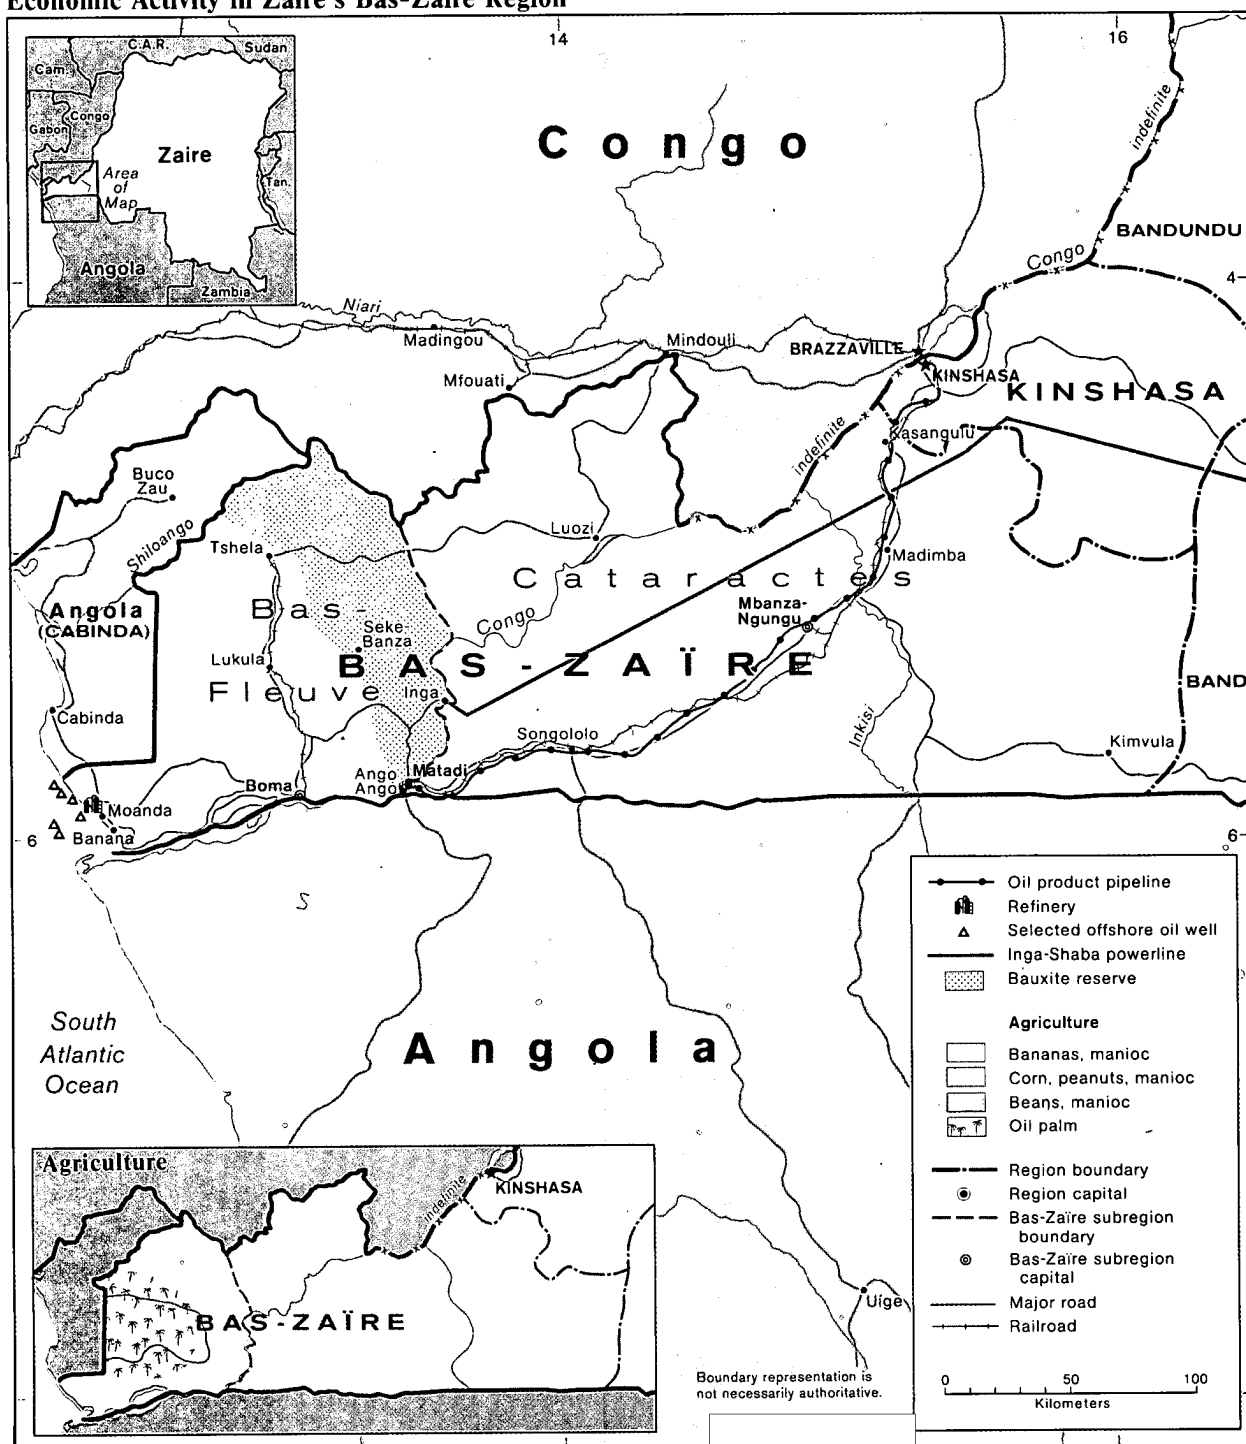 Economic Activity in Zaire's Bas-Zaire Region
14
16
C.A.R.
Sudan
Cam.
Congo
Gabon
Zaire
Area
of
Map
Tan.
Angola
Zambia
Congo
indefinite
BANDUNDU
Congo
4
Niari
Madingou
Mindouli
BRAZZAVILLE
KINSHASA
Mfouati
KINSHASA
Kasangulu
indefinite
Buco
Zau
Shiloango
Luozi
Tshela
Madimba
Cataractes
Angola
(CABINDA)
Bas-
Fleuve
Congo
Mbanza-
Ngungu
Seke-
Banza
Lukula
BAS-ZAÏRE
Inga
BAND
Cabinda
Inkisi
Songololo
Kimvula
Ango
Ango
Matadi
Boma
Moanda
Banana
6
6
Oil product pipeline
Refinery
Selected offshore oil well
Inga-Shaba powerline
Bauxite reserve
Agriculture
Bananas, manioc
Corn, peanuts, manioc
Beans, manioc
Oil palm
Region boundary
Region capital
Bas-Zaïre subregion
boundary
Bas-Zaïre subregion
capital
Major road
Railroad
0 50 100
Kilometers
South
Atlantic
Ocean
Angola
Uíge
Agriculture
indefinite
KINSHASA
BAS-ZAÏRE
Boundary representation is
not necessarily authoritative.